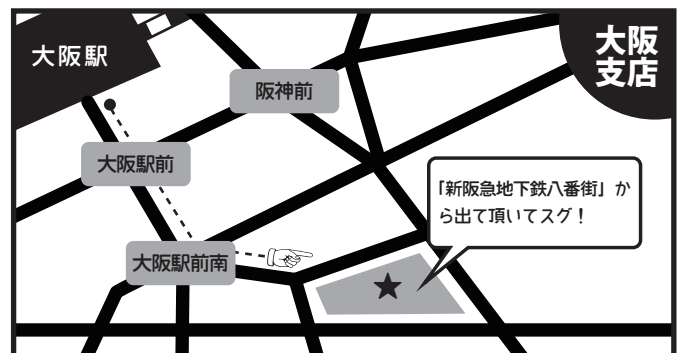 大阪駅
大阪
支店
阪神前
大阪駅前
「新阪急地下鉄八番街」か
ら出て頂いてスグ！
大阪駅前南